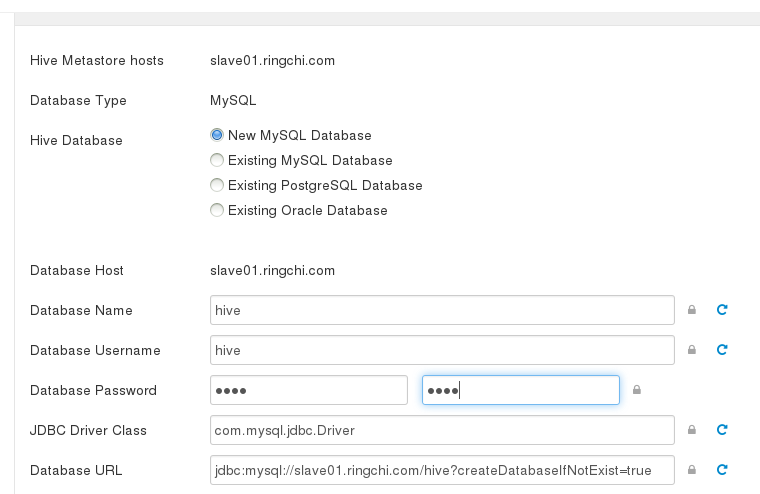 Hive Metastore hosts slave01.ringchi.com
Database Type MySQL
Hive Database New MySQL Database
Existing MySQL Database
Existing PostgreSQL Database
Existing Oracle Database
Database Host slave01.ringchi.com
Database Name hive
Database Username hive
Database Password •••• ••••
JDBC Driver Class com.mysql.jdbc.Driver
Database URL jdbc:mysql://slave01.ringchi.com/hive?createDatabaseIfNotExist=true